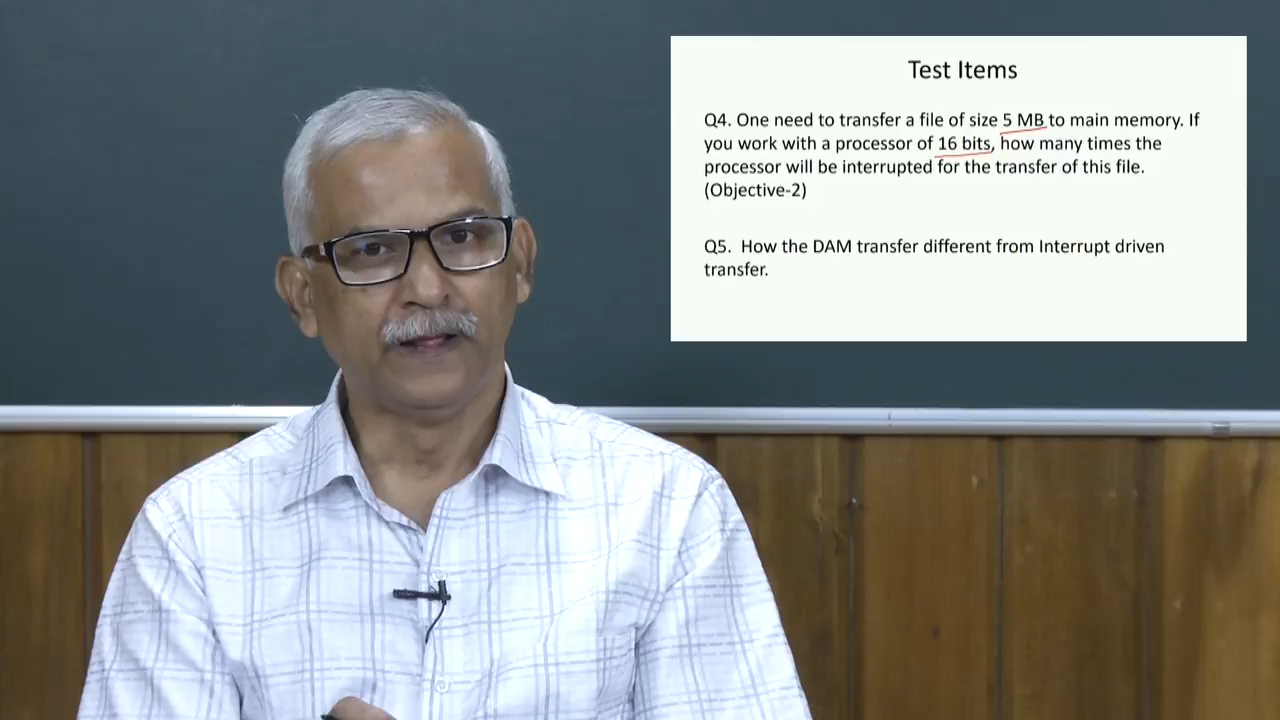 Test Items
Q4. One need to transfer a file of size 5 MB to main memory. If
you work with a processor of 16 bits, how many times the
processor will be interrupted for the transfer of this file.
(Objective-2)
Q5.  How the DAM transfer different from Interrupt driven
transfer.